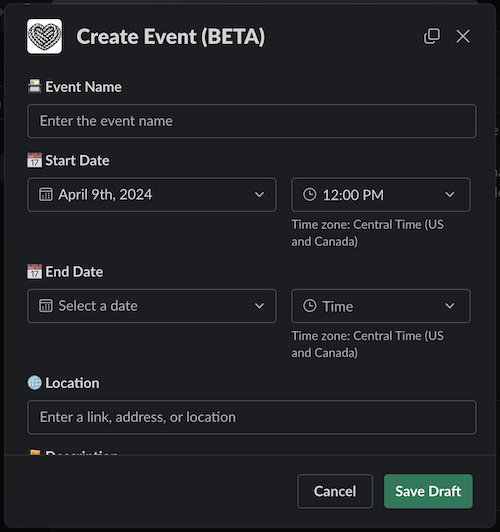 Create Event (BETA)
Event Name
Enter the event name
Start Date
April 9th, 2024
12:00 PM
Time zone: Central Time (US
and Canada)
End Date
Select a date
Time
Time zone: Central Time (US
and Canada)
Location
Enter a link, address, or location
Description
Cancel
Save Draft